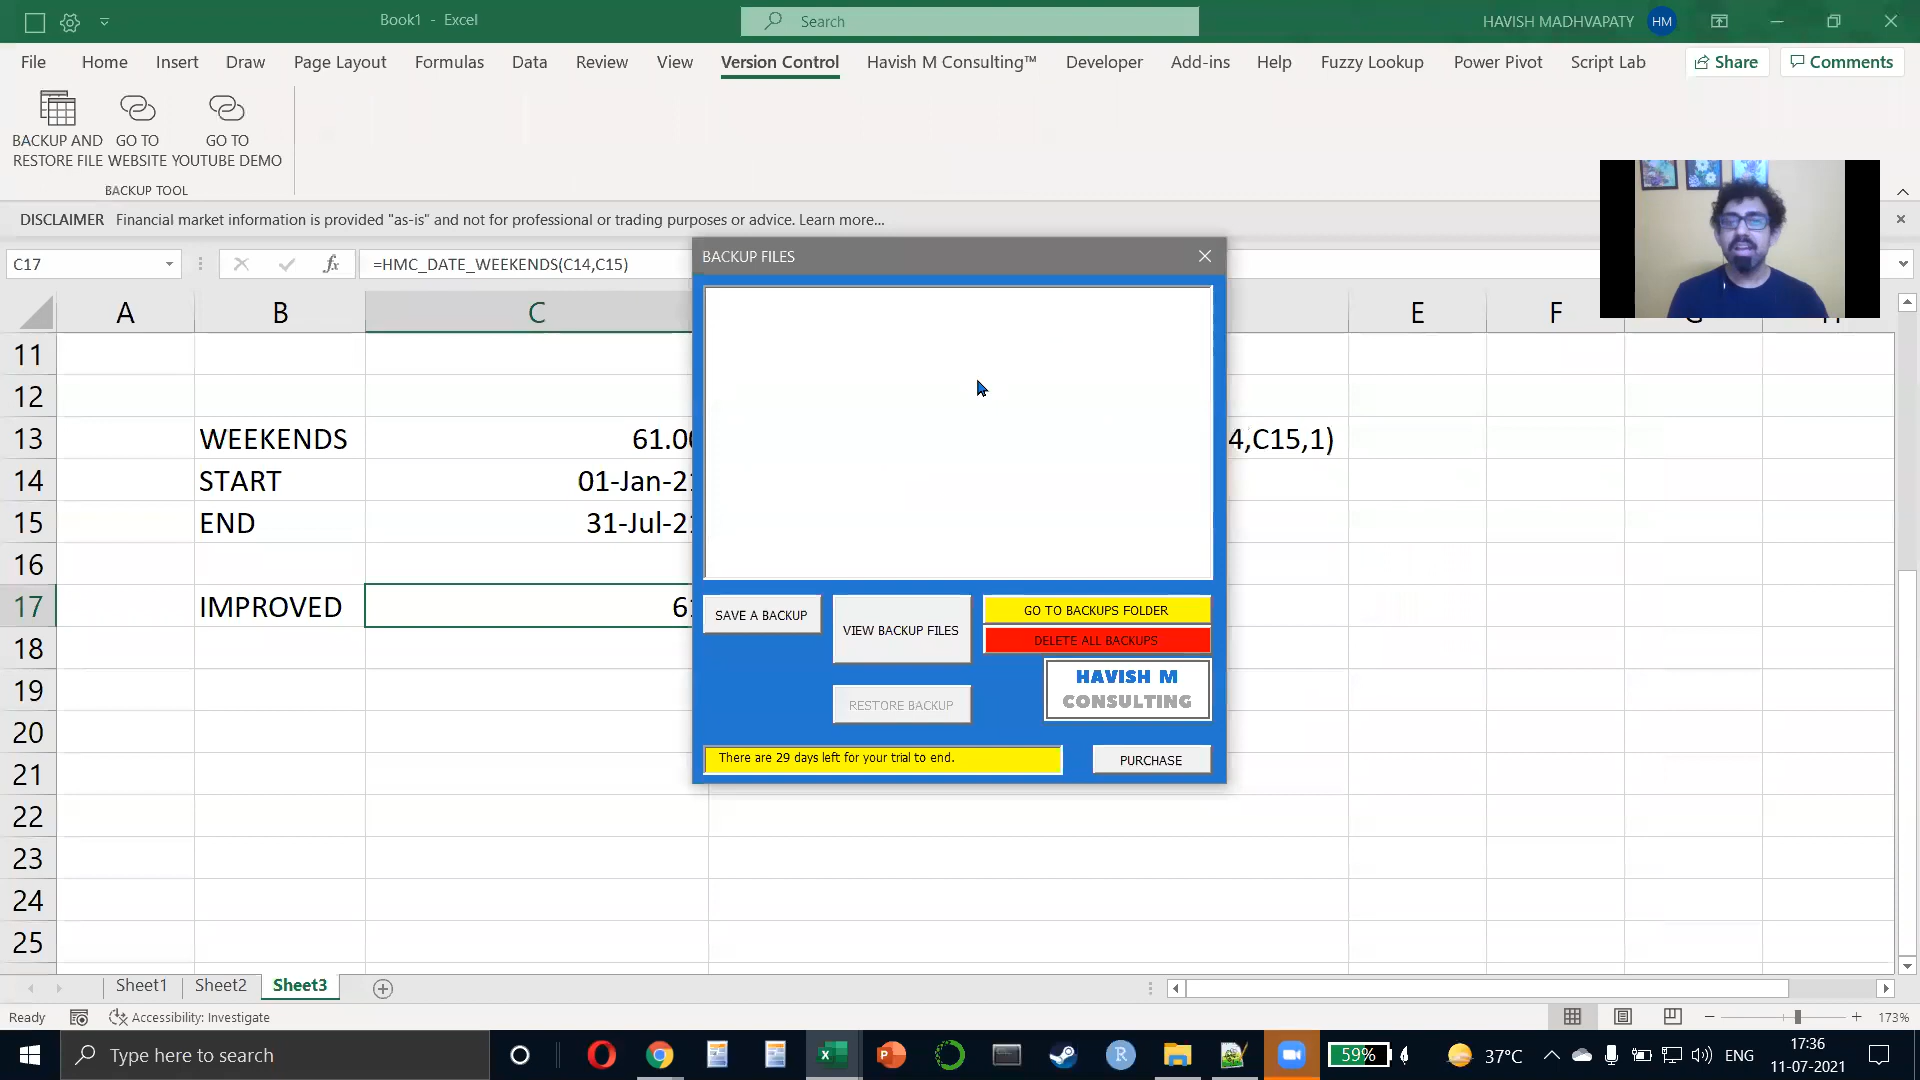 Book1 - Excel
Search
HAVISH MADHVAPATY HM
File Home Insert Draw Page Layout Formulas Data Review View Version Control Havish M Consulting™ Developer Add-ins Help Fuzzy Lookup Power Pivot Script Lab Share Comments
BACKUP AND RESTORE FILE
GO TO WEBSITE
GO TO YOUTUBE DEMO
BACKUP TOOL
DISCLAIMER Financial market information is provided "as-is" and not for professional or trading purposes or advice. Learn more...
C17 fx =HMC_DATE_WEEKENDS(C14,C15)
A B C E F
11
12
13 WEEKENDS 61.00 4,C15,1)
14 START 01-Jan-21
15 END 31-Jul-21
16
17 IMPROVED 61
18
19
20
21
22
23
24
25
BACKUP FILES
SAVE A BACKUP
VIEW BACKUP FILES
GO TO BACKUPS FOLDER
DELETE ALL BACKUPS
HAVISH M
CONSULTING
RESTORE BACKUP
There are 29 days left for your trial to end.
PURCHASE
Sheet1 Sheet2 Sheet3
Ready Accessibility: Investigate 173%
Type here to search
59% 37°C ENG
17:36
11-07-2021